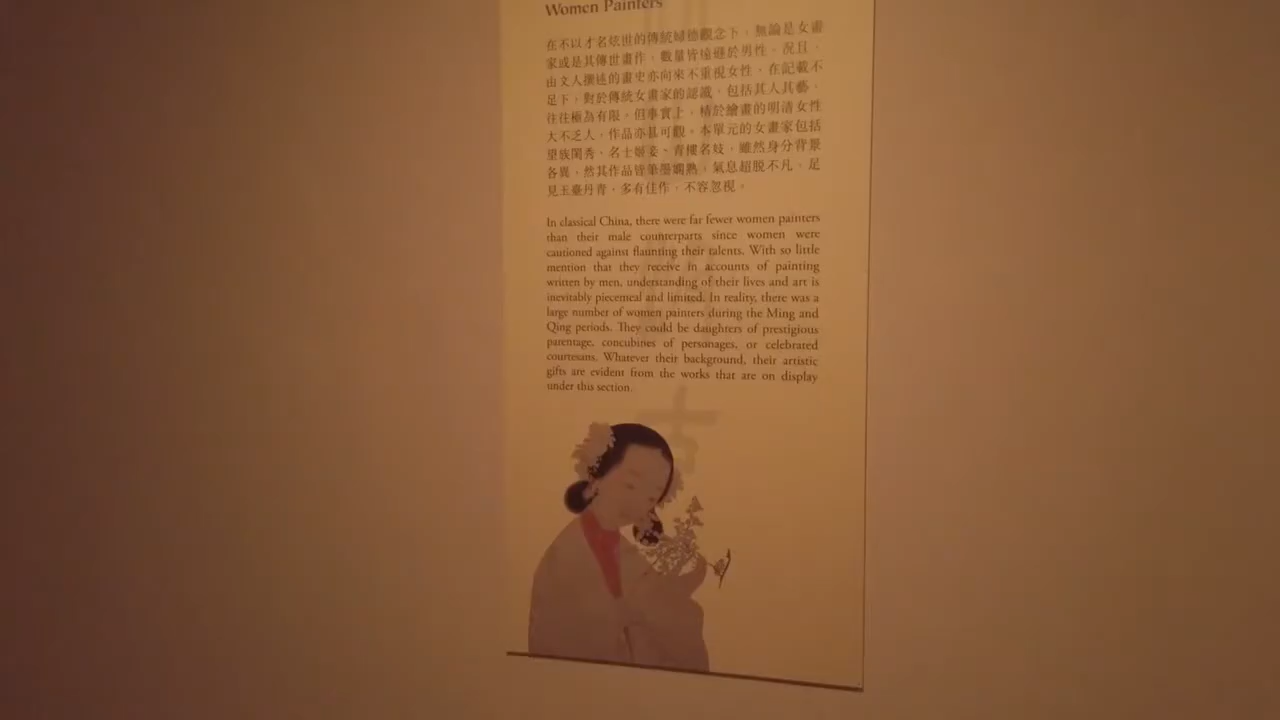 Women Painters
在不以才名炫世的傳統婦德觀念下，無論是女畫
家或是其傳世畫作，數量皆遠遜於男性。況且，
由文人撰述的畫史亦向來不重視女性，在記載不
足下，對於傳統女畫家的認識，包括其人其藝，
往往極為有限。但事實上，精於繪畫的明清女性
大不乏人，作品亦甚可觀。本單元的女畫家包括
望族閨秀、名士姬妾、青樓名妓，雖然身分背景
各異，然其作品皆筆墨嫻熟，氣息超脫不凡，足
見玉臺丹青，多有佳作，不容忽視。
In classical China, there were far fewer women painters
than their male counterparts since women were
cautioned against flaunting their talents. With so little
mention that they receive in accounts of painting
written by men, understanding of their lives and art is
inevitably piecemeal and limited. In reality, there was a
large number of women painters during the Ming and
Qing periods. They could be daughters of prestigious
parentage, concubines of personages, or celebrated
courtesans. Whatever their background, their artistic
gifts are evident from the works that are on display
under this section.